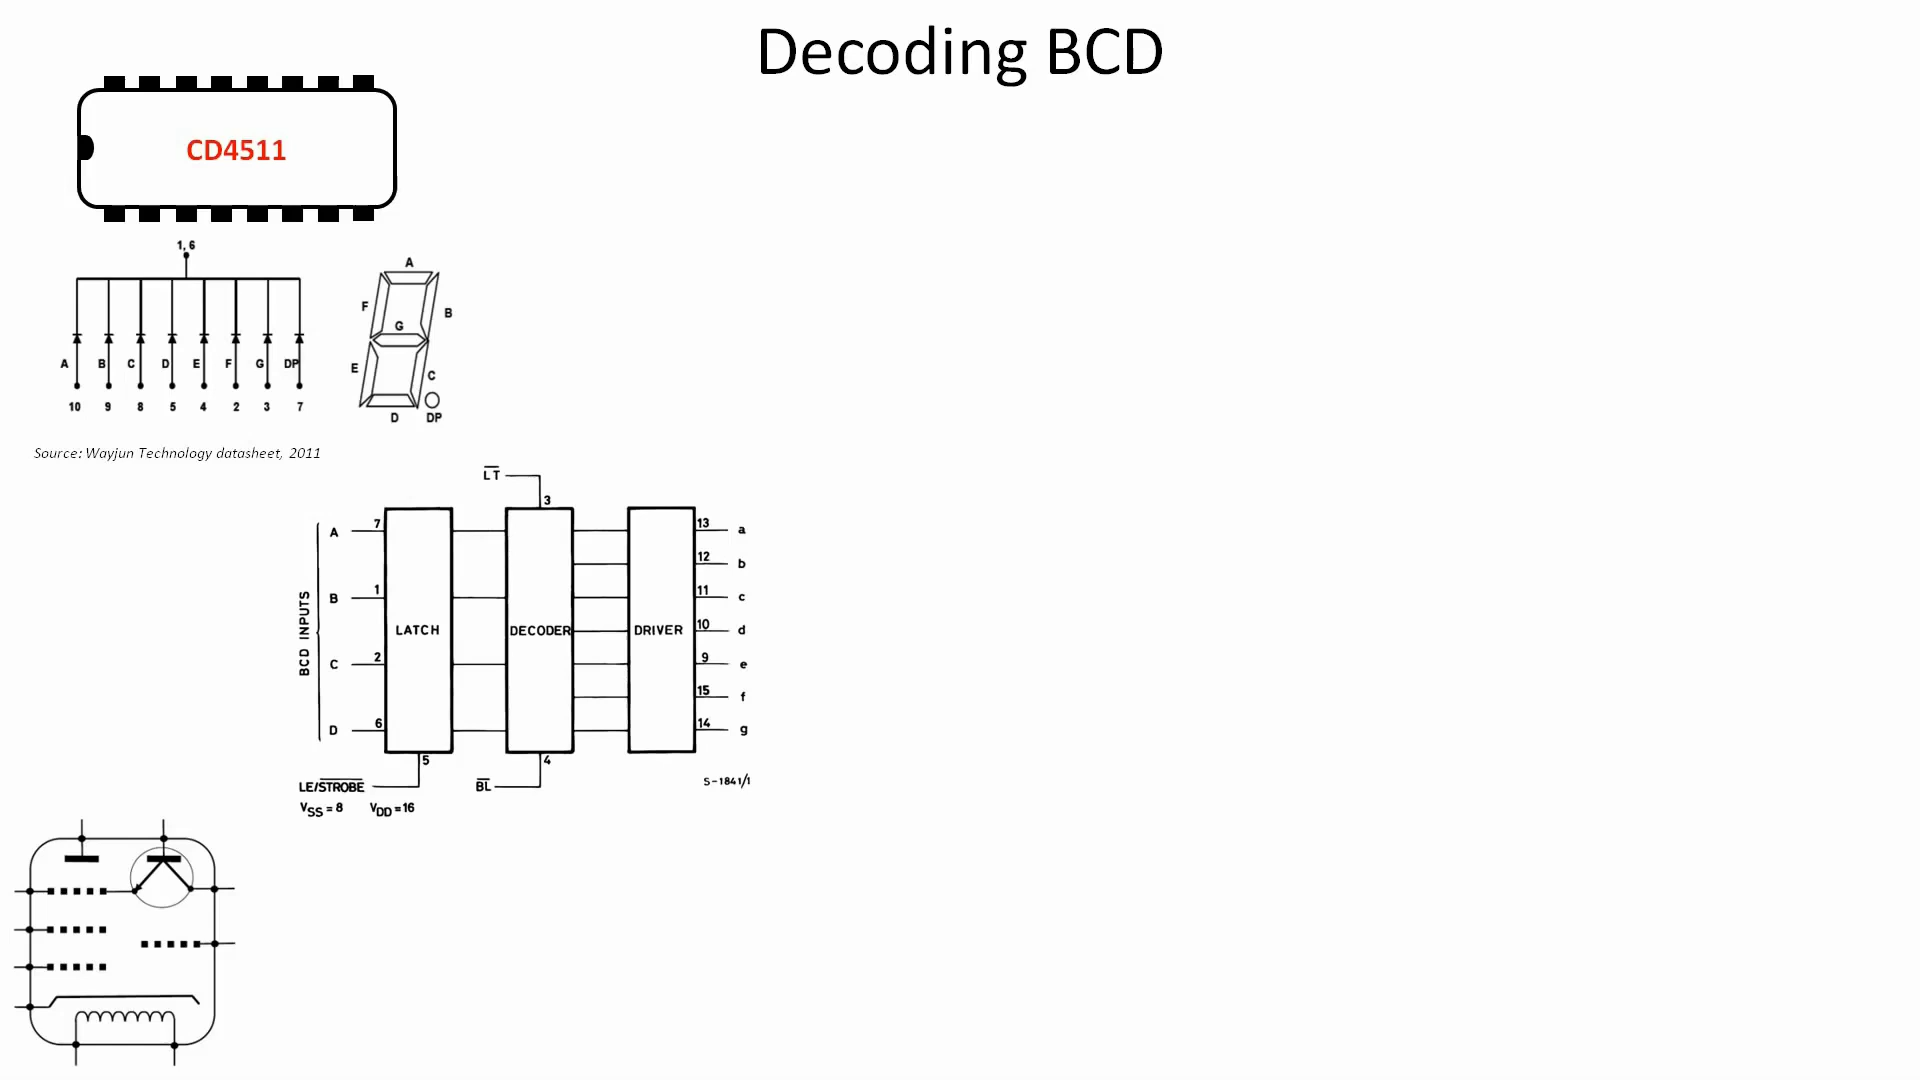 Decoding BCD
CD4511
1, 6
A B C D E F G DP
10 9 8 5 4 2 3 7
A
F
B
G
E
C
D
DP
Source: Wayjun Technology datasheet, 2011
LT
3
BCD INPUTS
A 7
B 1
C 2
D 6
LATCH
DECODER
DRIVER
13 a
12 b
11 c
10 d
9 e
15 f
14 g
5
4
LE/STROBE
BL
S-1841/1
VSS = 8 VDD = 16